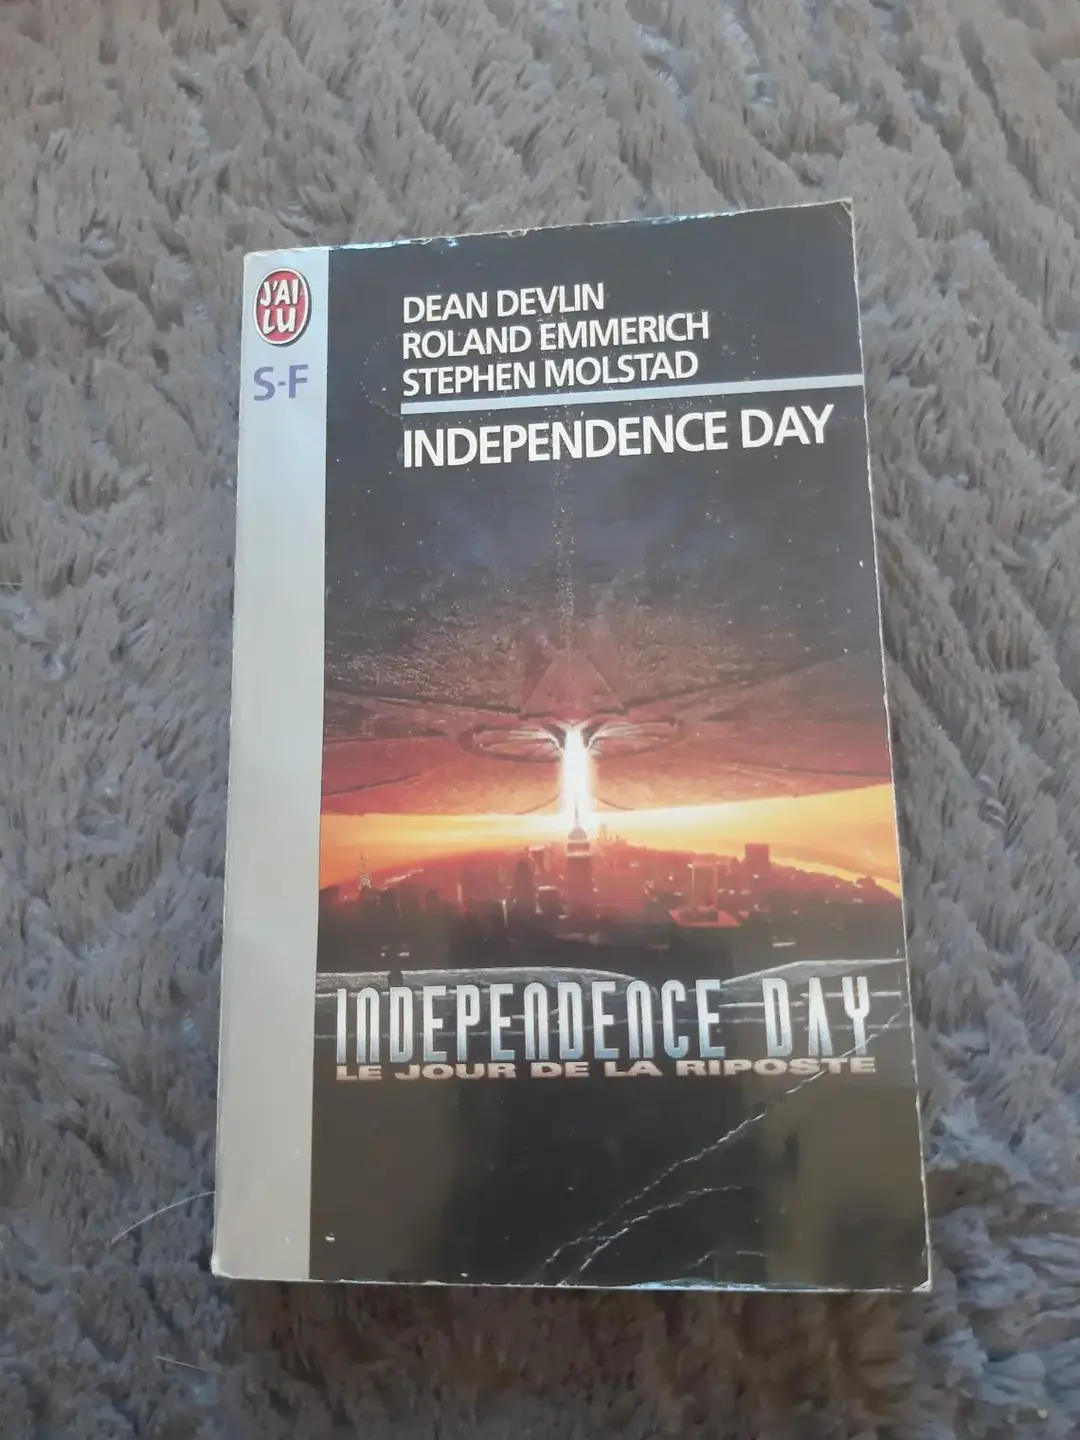 J'AI
LU
S-F
DEAN DEVLIN
ROLAND EMMERICH
STEPHEN MOLSTAD
INDEPENDENCE DAY
INDEPENDENCE DAY
LE JOUR DE LA RIPOSTE